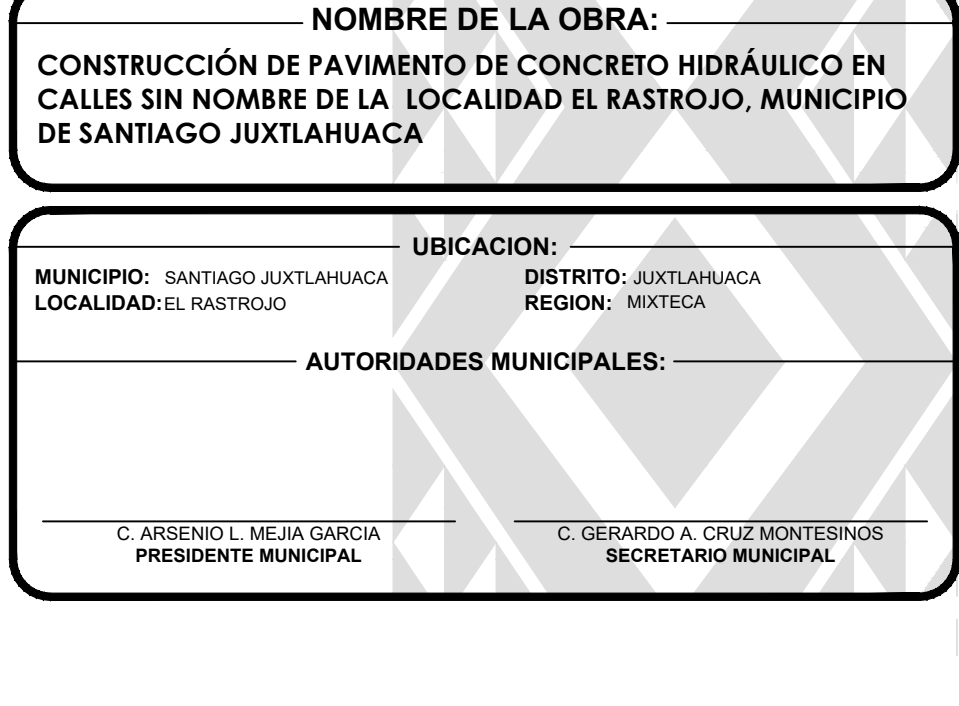 NOMBRE DE LA OBRA:
CONSTRUCCIÓN DE PAVIMENTO DE CONCRETO HIDRÁULICO EN
CALLES SIN NOMBRE DE LA LOCALIDAD EL RASTROJO, MUNICIPIO
DE SANTIAGO JUXTLAHUACA
UBICACION:
MUNICIPIO: SANTIAGO JUXTLAHUACA DISTRITO: JUXTLAHUACA
LOCALIDAD: EL RASTROJO REGION: MIXTECA
AUTORIDADES MUNICIPALES:
C. ARSENIO L. MEJIA GARCIA C. GERARDO A. CRUZ MONTESINOS
PRESIDENTE MUNICIPAL SECRETARIO MUNICIPAL